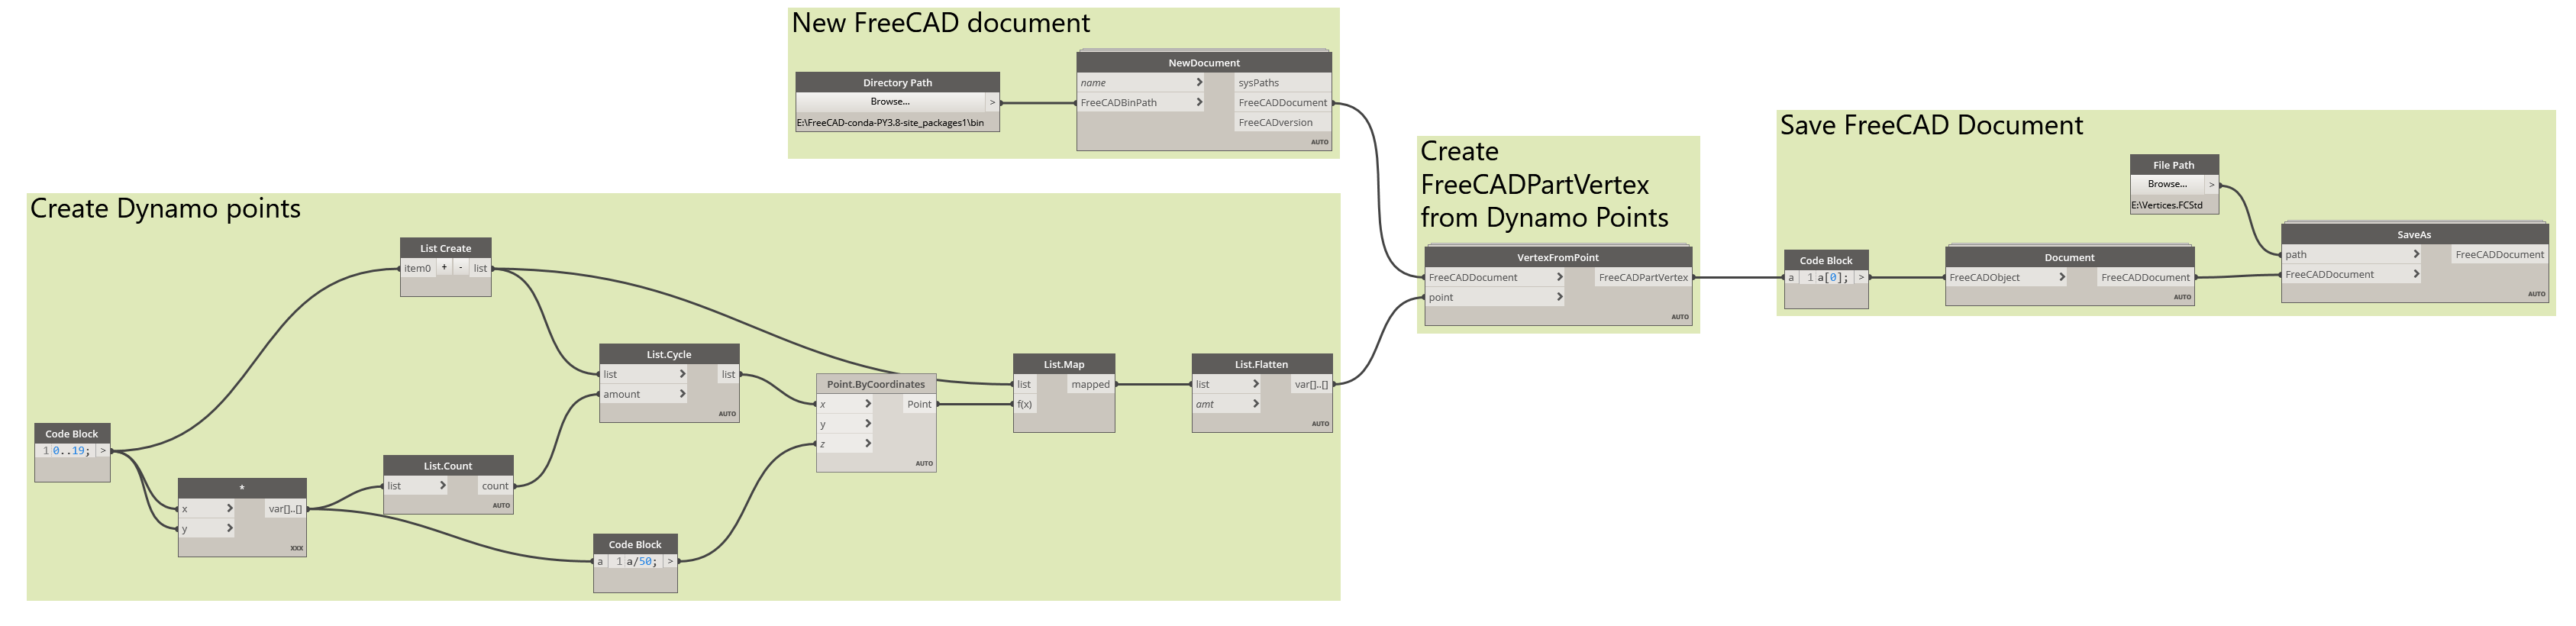 New FreeCAD document
Directory Path
Browse...
>
E:\FreeCAD-conda-PY3.8-site_packages1\bin
NewDocument
name
sysPaths
FreeCADBinPath
FreeCADDocument
FreeCADversion
AUTO
Create Dynamo points
List Create
item0 + - list
List.Cycle
list list
amount
AUTO
Code Block
1 0..19; >
*
x var[]..[]
y
xxx
List.Count
list count
AUTO
Code Block
a 1 a/50; >
Point.ByCoordinates
x Point
y
z
AUTO
List.Map
list mapped
f(x)
List.Flatten
list var[]..[]
amt
AUTO
Create
FreeCADPartVertex
from Dynamo Points
VertexFromPoint
FreeCADDocument FreeCADPartVertex
point
AUTO
Save FreeCAD Document
File Path
Browse... >
E:\Vertices.FCStd
Code Block
a 1 a[0]; >
Document
FreeCADObject FreeCADDocument
AUTO
SaveAs
path FreeCADDocument
FreeCADDocument
AUTO